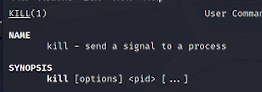 KILL(1) User Comman
NAME
kill - send a signal to a process
SYNOPSIS
kill [options] <pid> [...]